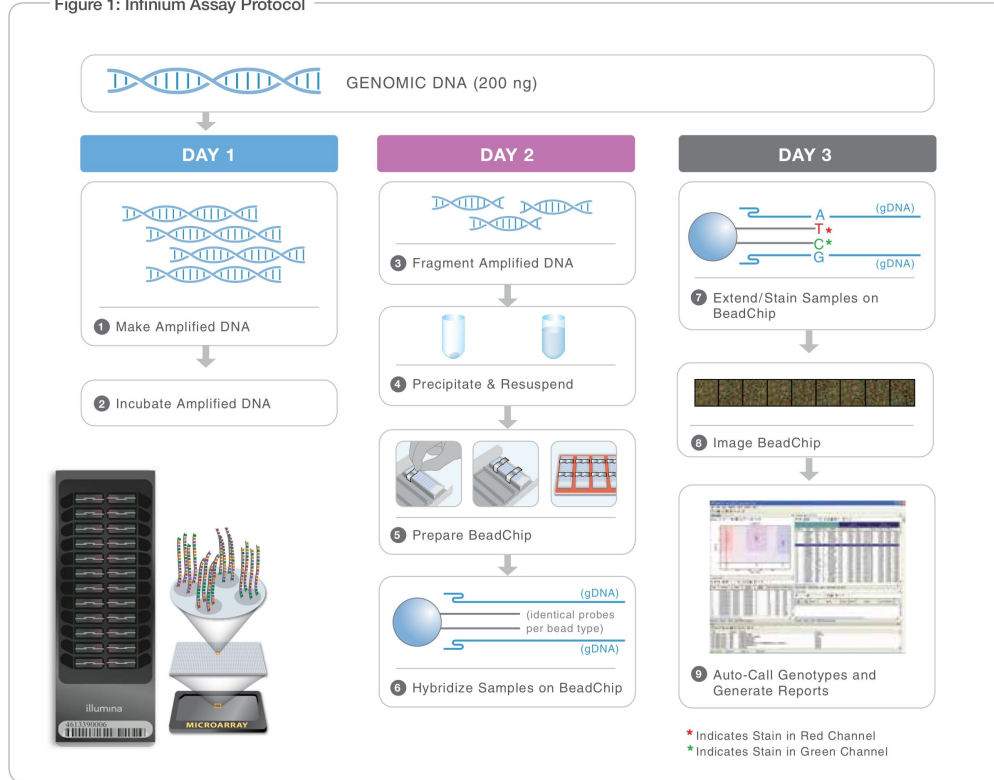 Figure 1: Infinium Assay Protocol
GENOMIC DNA (200 ng)
DAY 1
1 Make Amplified DNA
2 Incubate Amplified DNA
illumina
4613390006
MICROARRAY
DAY 2
3 Fragment Amplified DNA
4 Precipitate & Resuspend
5 Prepare BeadChip
(gDNA)
(identical probes
per bead type)
(gDNA)
6 Hybridize Samples on BeadChip
DAY 3
A (gDNA)
T *
C *
G (gDNA)
7 Extend/Stain Samples on
BeadChip
8 Image BeadChip
9 Auto-Call Genotypes and
Generate Reports
* Indicates Stain in Red Channel
* Indicates Stain in Green Channel